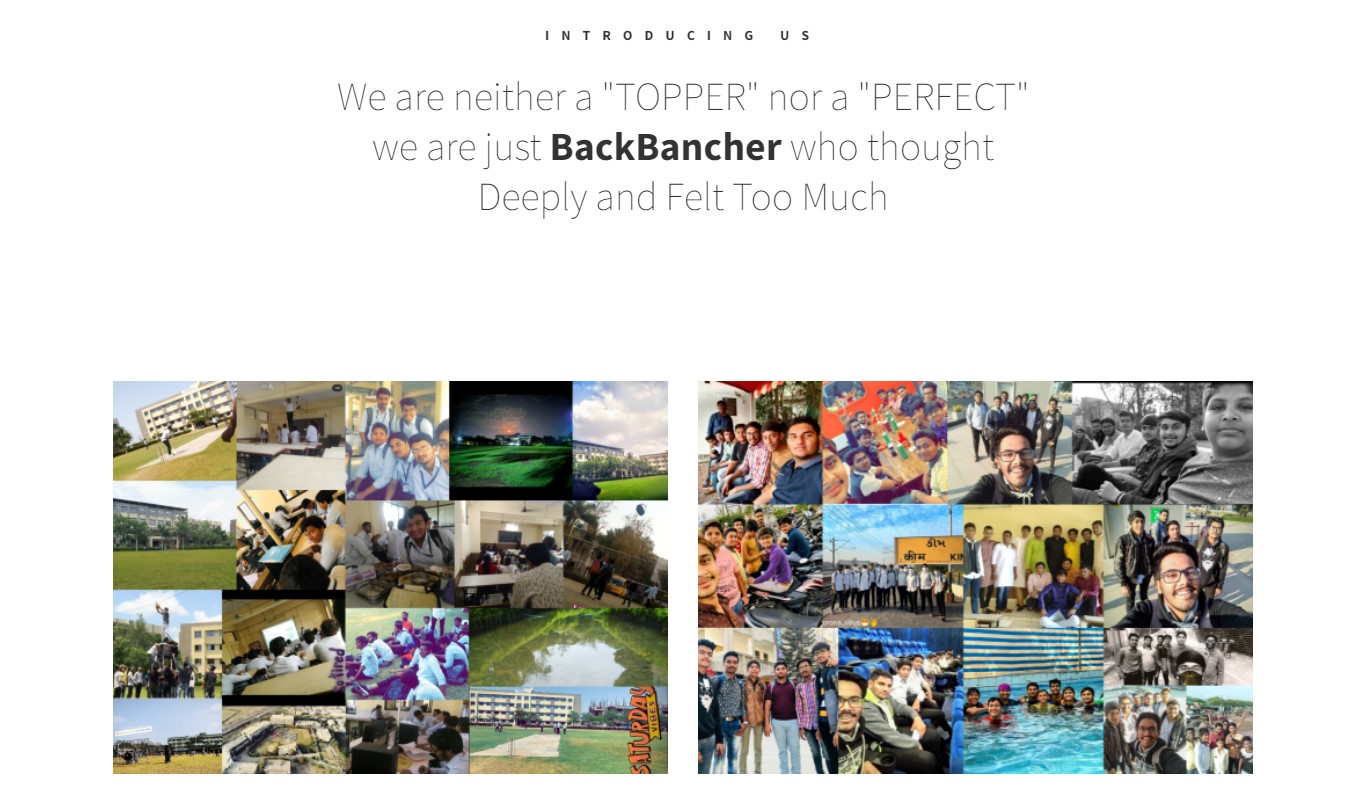 INTRODUCING US
We are neither a "TOPPER" nor a "PERFECT"
we are just BackBancher who thought
Deeply and Felt Too Much
કીમ
कीम KIM
SATURDAY
VIBES